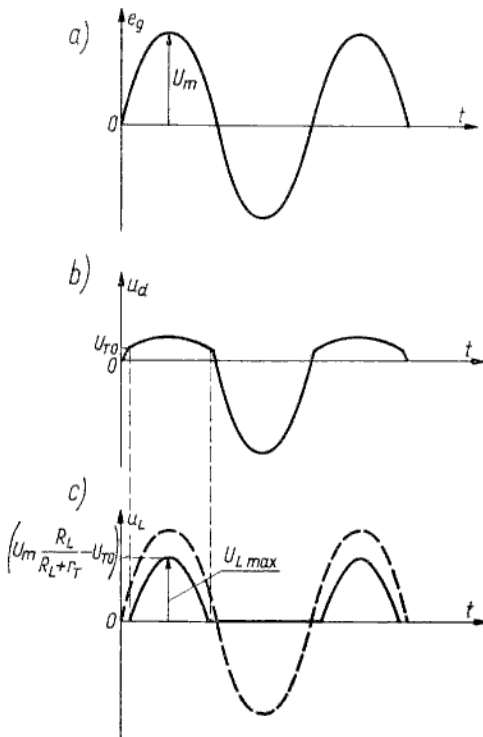 a)
e_g
U_m
0
t
b)
u_d
U_T0
0
t
c)
u_L
(U_m R_L/(R_L+r_T) - U_T0)
U_L max
0
t